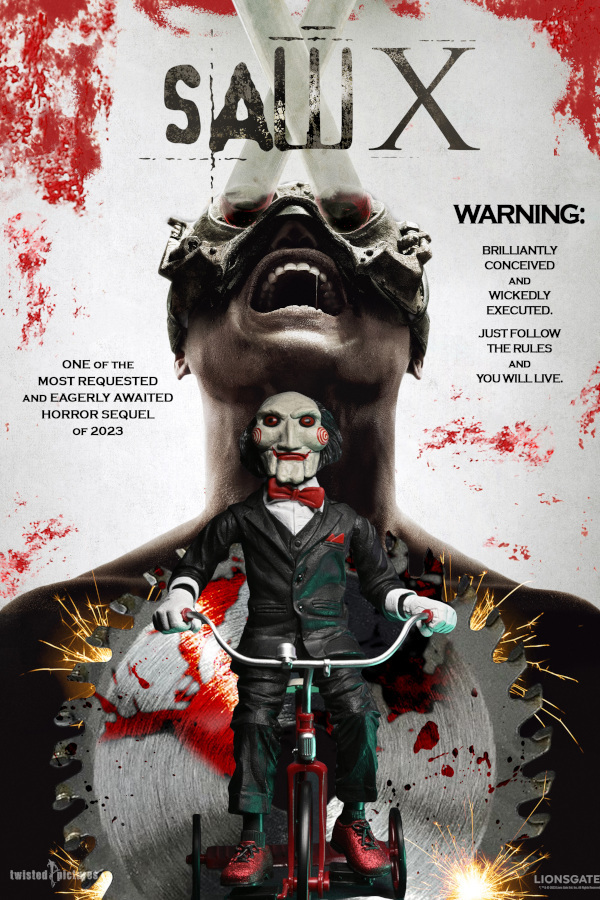 SAW X
WARNING:
BRILLIANTLY
CONCEIVED
AND
WICKEDLY
EXECUTED.
JUST FOLLOW
THE RULES
AND
YOU WILL LIVE.
ONE OF THE
MOST REQUESTED
AND EAGERLY AWAITED
HORROR SEQUEL
OF 2023
twisted pictures
LIONSGATE